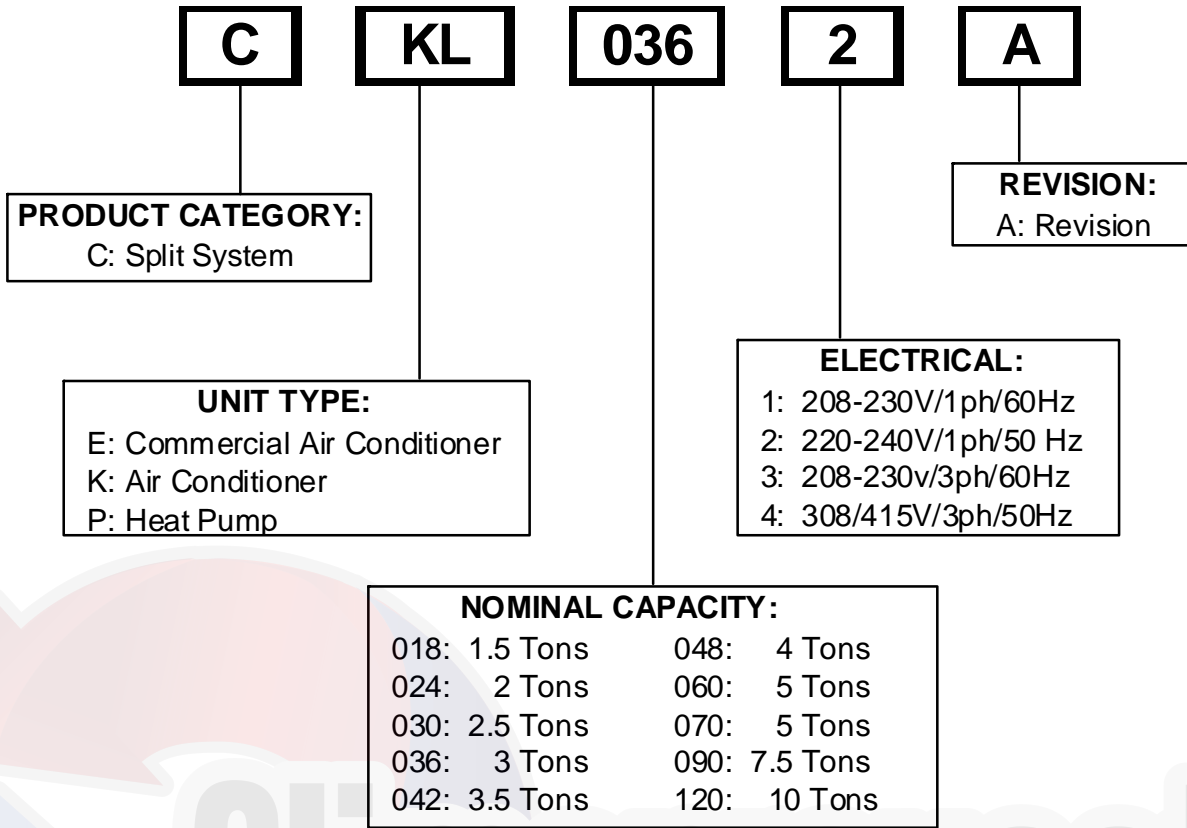 C KL 036 2 A
REVISION:
A: Revision
PRODUCT CATEGORY:
C: Split System
ELECTRICAL:
1: 208-230V/1ph/60Hz
2: 220-240V/1ph/50 Hz
3: 208-230v/3ph/60Hz
4: 308/415V/3ph/50Hz
UNIT TYPE:
E: Commercial Air Conditioner
K: Air Conditioner
P: Heat Pump
NOMINAL CAPACITY:
018: 1.5 Tons 048: 4 Tons
024: 2 Tons 060: 5 Tons
030: 2.5 Tons 070: 5 Tons
036: 3 Tons 090: 7.5 Tons
042: 3.5 Tons 120: 10 Tons